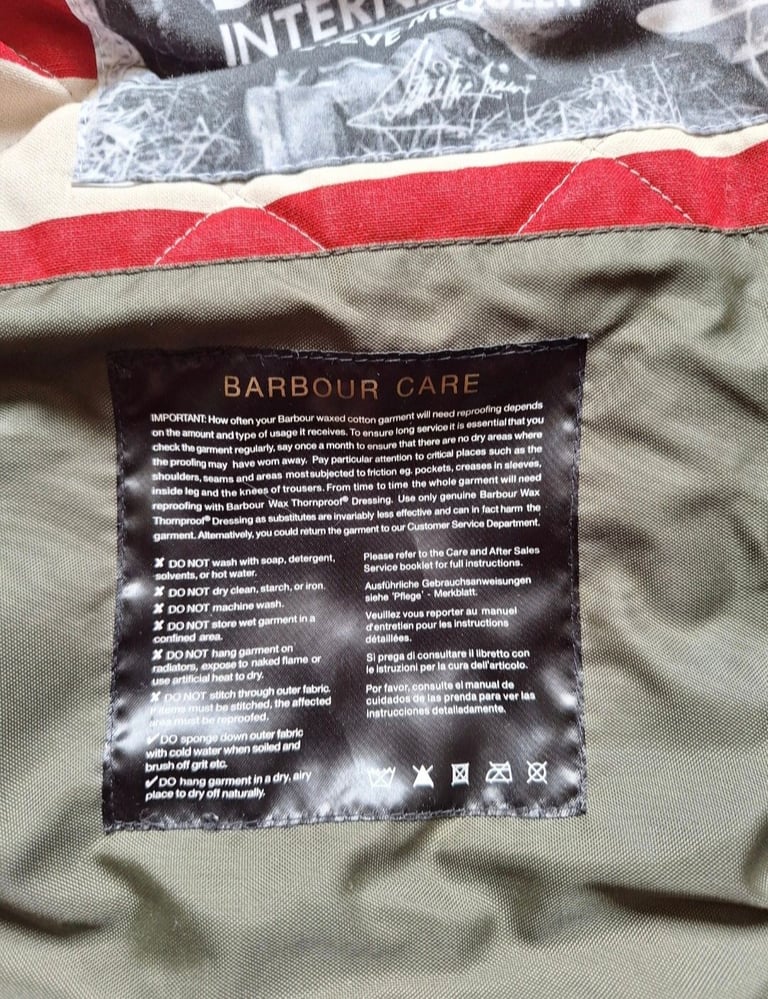 INTERN
STEVE MCQUEEN
BARBOUR CARE
IMPORTANT: How often your Barbour waxed cotton garment will need reproofing depends
on the amount and type of usage it receives. To ensure long service it is essential that you
check the garment regularly, say once a month to ensure that there are no dry areas where
the proofing may have worn away. Pay particular attention to critical places such as the
shoulders, seams and areas most subjected to friction eg. pockets, creases in sleeves,
inside leg and the knees of trousers. From time to time the whole garment will need
reproofing with Barbour Wax Thornproof® Dressing. Use only genuine Barbour Wax
Thornproof® Dressing as substitutes are invariably less effective and can in fact harm the
garment. Alternatively, you could return the garment to our Customer Service Department.
✘ DO NOT wash with soap, detergent,
solvents, or hot water.
✘ DO NOT dry clean, starch, or iron.
✘ DO NOT machine wash.
✘ DO NOT store wet garment in a
confined area.
✘ DO NOT hang garment on
radiators, expose to naked flame or
use artificial heat to dry.
✘ DO NOT stitch through outer fabric.
If items must be stitched, the affected
area must be reproofed.
✔ DO sponge down outer fabric
with cold water when soiled and
brush off grit etc.
✔ DO hang garment in a dry, airy
place to dry off naturally.
Please refer to the Care and After Sales
Service booklet for full instructions.
Ausführliche Gebrauchsanweisungen
siehe 'Pflege' - Merkblatt.
Veuillez vous reporter au manuel
d'entretien pour les instructions
détaillées.
Si prega di consultare il libretto con
le istruzioni per la cura dell'articolo.
Por favor, consulte el manual de
cuidados de las prenda para ver las
instrucciones detalladamente.